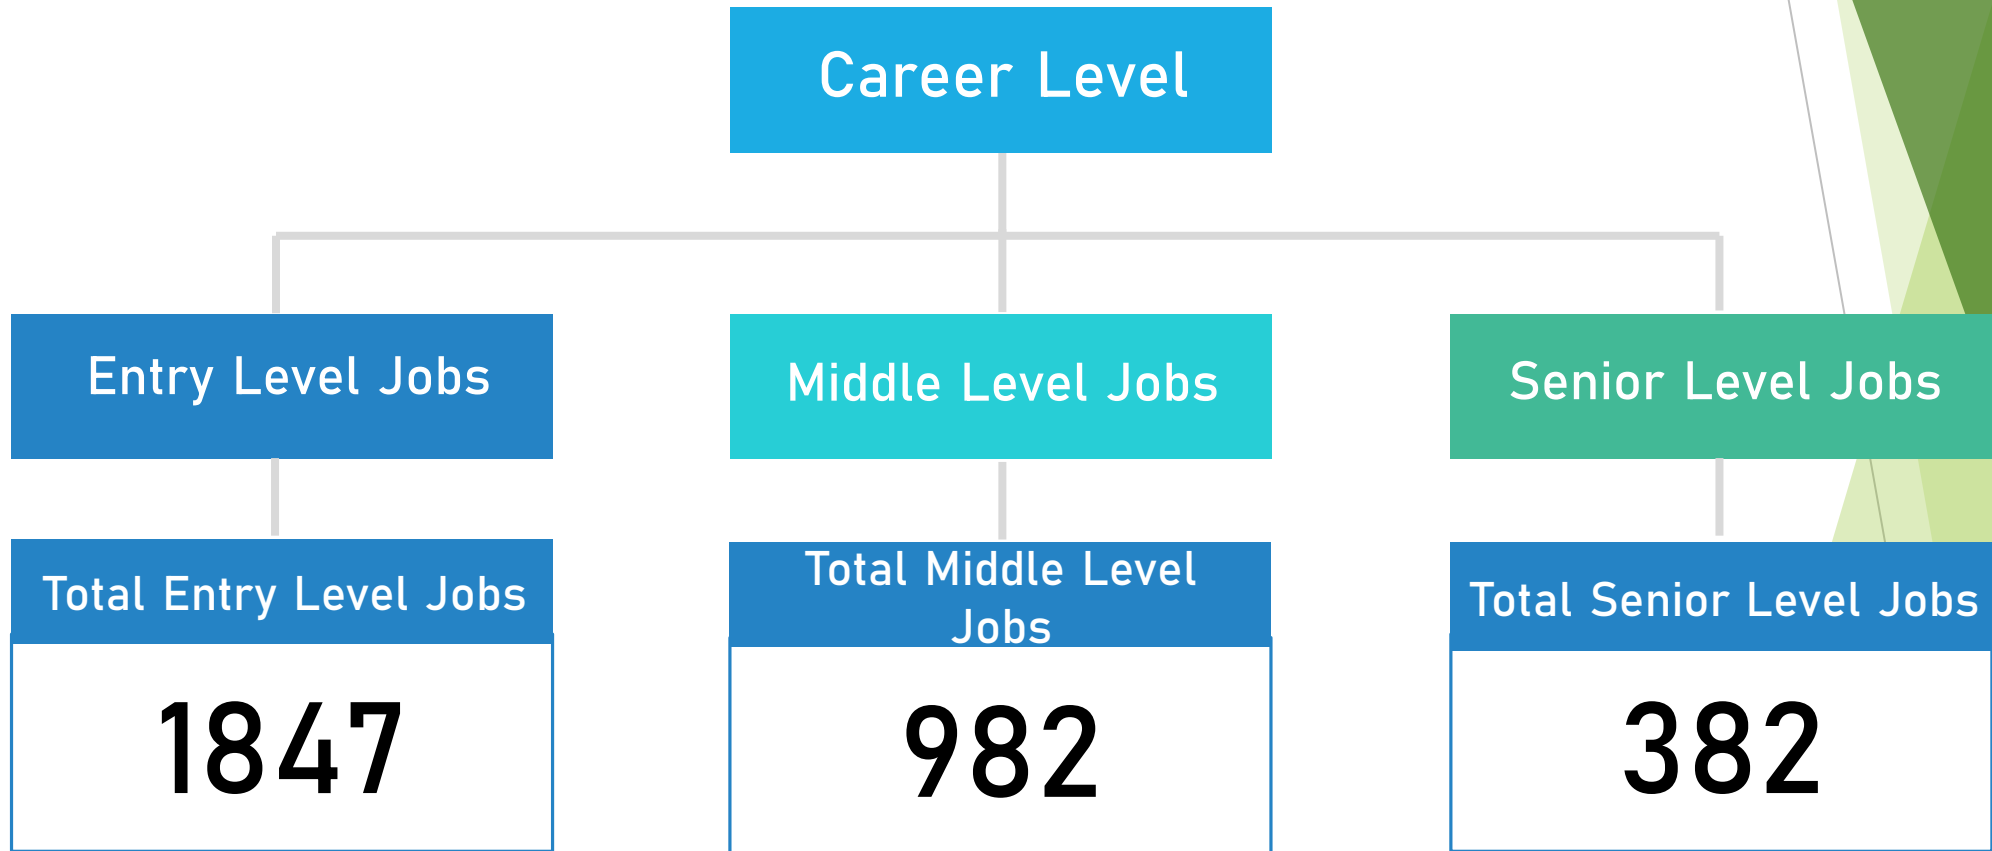 Career Level
Entry Level Jobs
Middle Level Jobs
Senior Level Jobs
Total Entry Level Jobs
Total Middle Level
Jobs
Total Senior Level Jobs
1847
982
382